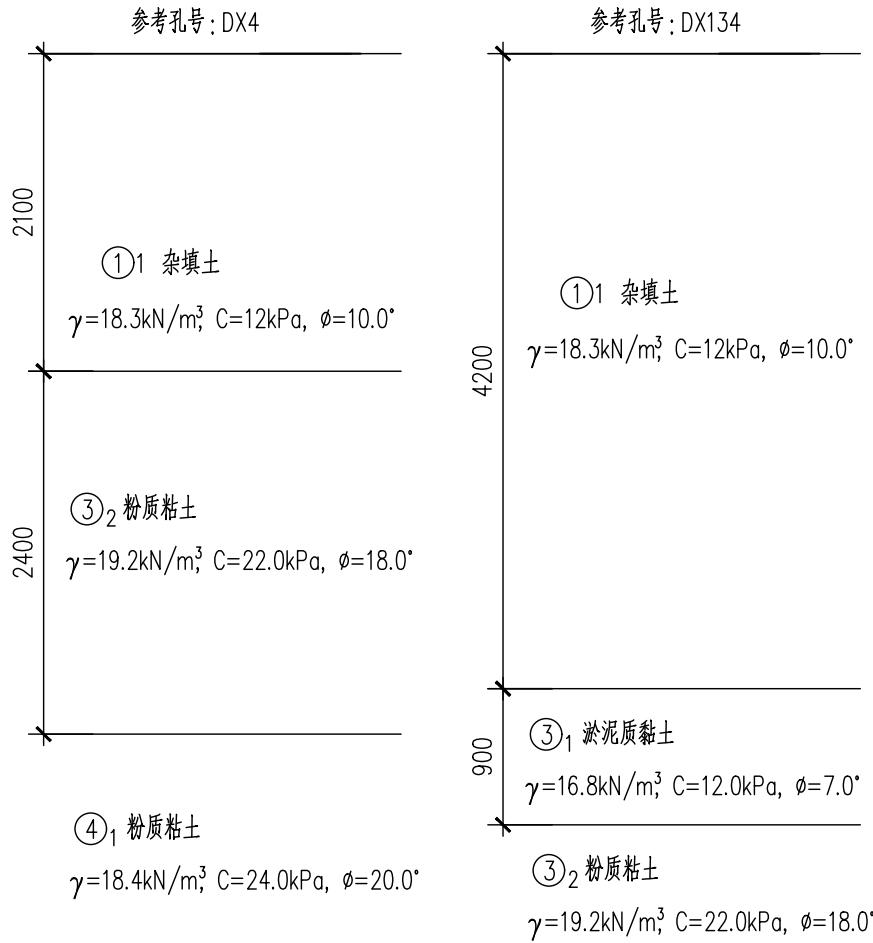 参考孔号:DX4
2100
①1 杂填土
γ=18.3kN/m³, C=12kPa, ø=10.0°
2400
③₂ 粉质粘土
γ=19.2kN/m³, C=22.0kPa, ø=18.0°
④₁ 粉质粘土
γ=18.4kN/m³, C=24.0kPa, ø=20.0°
参考孔号:DX134
4200
①1 杂填土
γ=18.3kN/m³, C=12kPa, ø=10.0°
900
③₁ 淤泥质黏土
γ=16.8kN/m³, C=12.0kPa, ø=7.0°
③₂ 粉质粘土
γ=19.2kN/m³, C=22.0kPa, ø=18.0°